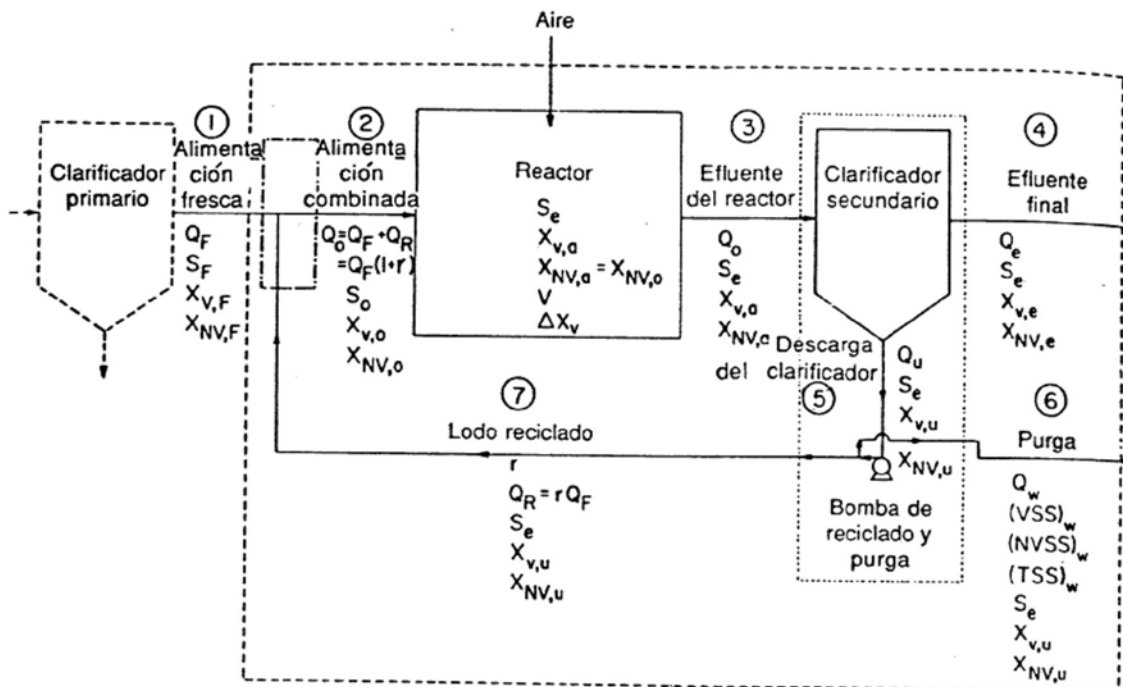 Aire
Clarificador
primario
①
Alimenta
ción
fresca
Q_F
S_F
X_V,F
X_NV,F
②
Alimenta
ción
combinada
Q_o=Q_F+Q_R
=Q_F(1+r)
S_o
X_v,o
X_NV,o
Reactor
S_e
X_v,a
X_NV,a = X_NV,o
V
ΔX_v
③
Efluente
del reactor
Q_o
S_e
X_v,a
X_NV,a
Clarificador
secundario
④
Efluente
final
Q_e
S_e
X_v,e
X_NV,e
Descarga
del clarificador
⑤
Q_u
S_e
X_v,u
X_NV,u
Bomba de
reciclado y
purga
⑥
Purga
Q_w
(VSS)_w
(NVSS)_w
(TSS)_w
S_e
X_v,u
X_NV,u
⑦
Lodo reciclado
r
Q_R = r Q_F
S_e
X_v,u
X_NV,u